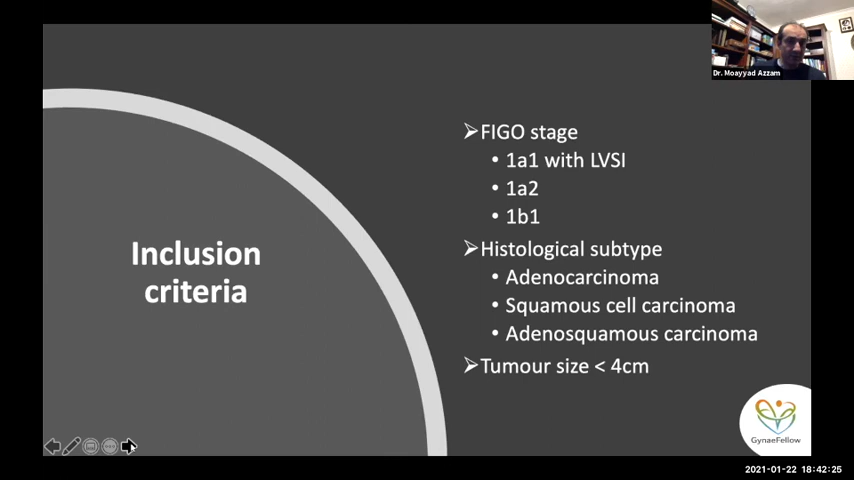 Dr. Moayyad Azzam
Inclusion
criteria
FIGO stage
1a1 with LVSI
1a2
1b1
Histological subtype
Adenocarcinoma
Squamous cell carcinoma
Adenosquamous carcinoma
Tumour size < 4cm
GynaeFellow
2021-01-22 18:42:25